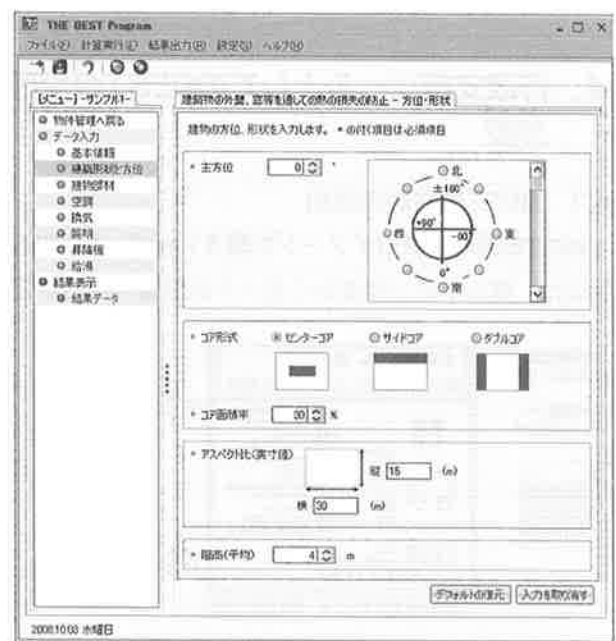 THE BEST Program
ファイル(F) 計算実行(E) 結果出力(R) 設定(S) ヘルプ(H)
[メニュー]-サンプル1-
物件管理へ戻る
データ入力
基本情報
建築形状と方位
建物部材
空調
換気
照明
昇降機
給湯
結果表示
結果データ
建築物の外壁、窓等を通しての熱の損失の防止 - 方位・形状
建物の方位、形状を入力します。 * の付く項目は必須項目
* 主方位 0 °
北
±180°
+90°
-90°
西
東
0°
南
* コア形式 センターコア サイドコア ダブルコア
* コア面積率 %
* アスペクト比(実寸値)
縦 15 (m)
横 30 (m)
* 階高(平均) 4 m
デフォルトの復元 入力を取り消す
2008.10.08 水曜日